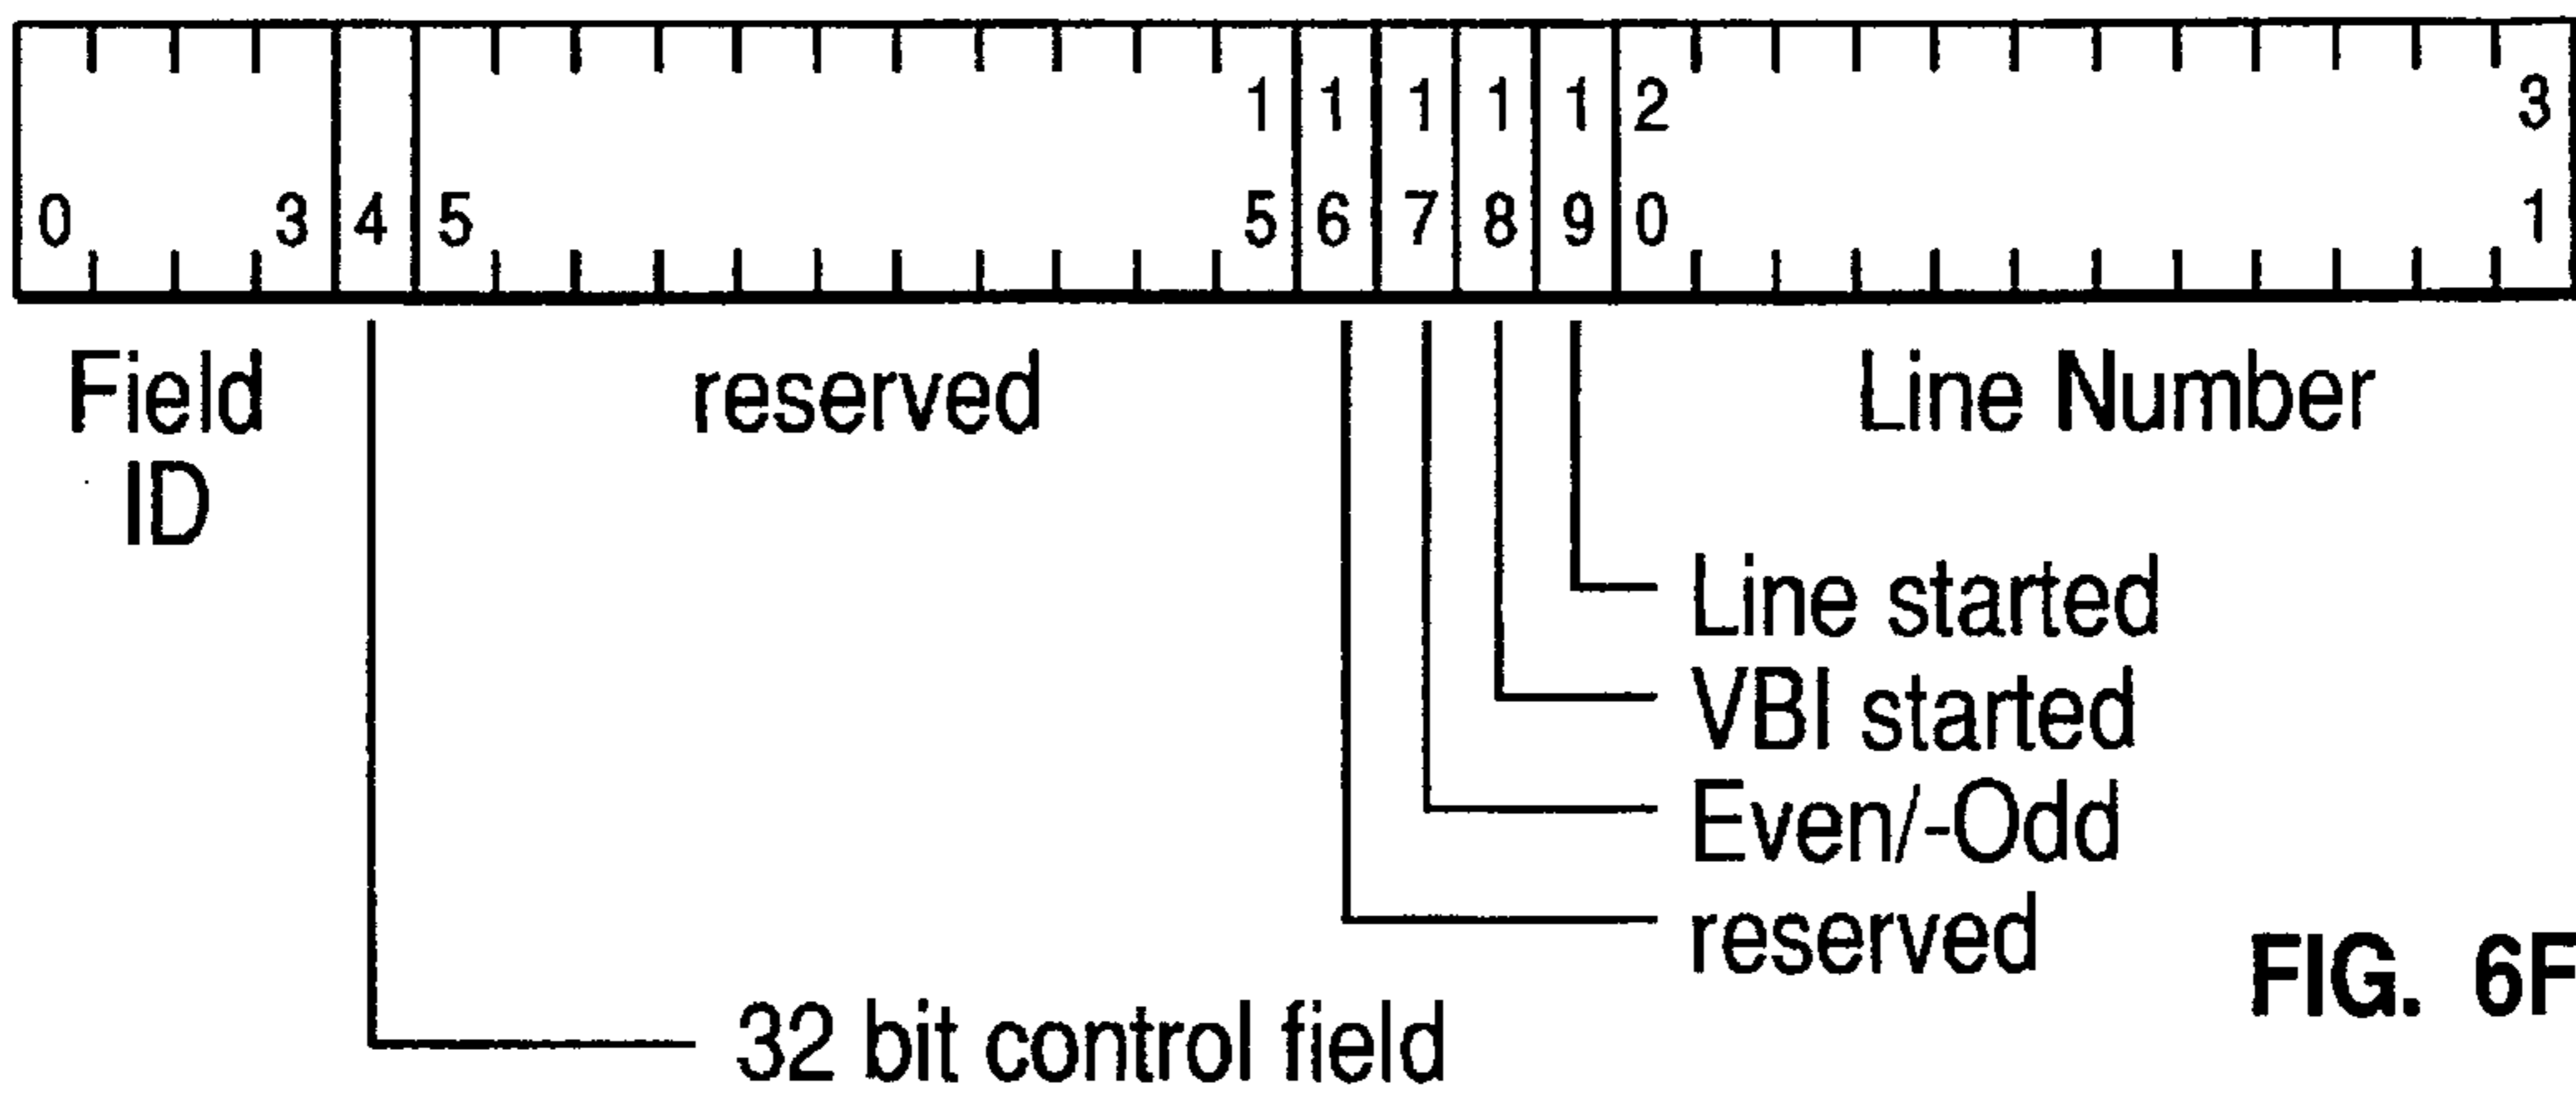 1 1 1 1 1 2 3
0 3 4 5 5 6 7 8 9 0 1
Field reserved Line Number
ID
Line started
VBI started
Even/-Odd
reserved
FIG. 6F
32 bit control field